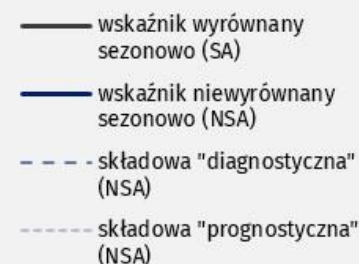 wskaźnik wyrównany
sezonowo (SA)
wskaźnik niewyrównany
sezonowo (NSA)
składowa "diagnostyczna"
(NSA)
składowa "prognostyczna"
(NSA)